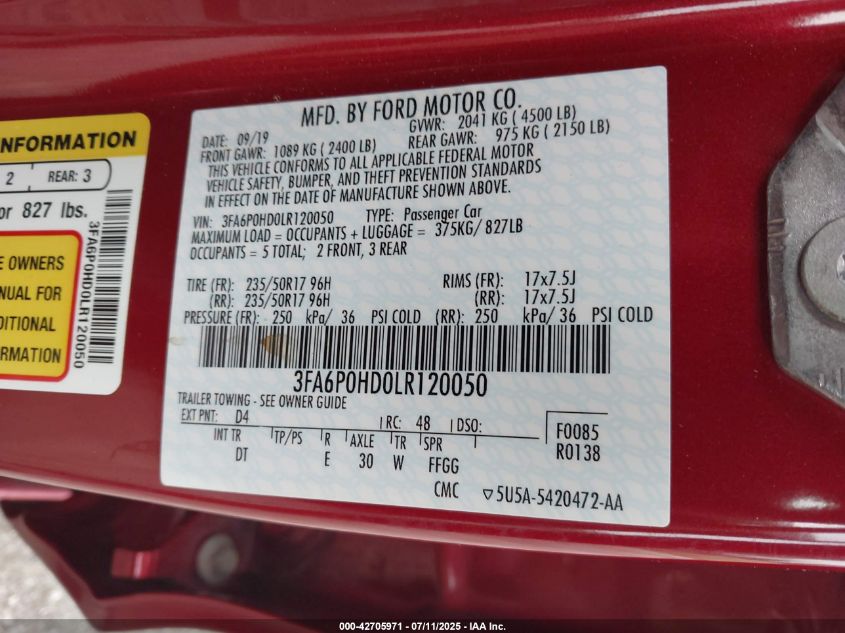 INFORMATION
2 REAR: 3
or 827 lbs.
E OWNERS
NUAL FOR
DITIONAL
FORMATION
3FA6P0HD0LR120050
MFD. BY FORD MOTOR CO.
DATE: 09/19 GVWR: 2041 KG ( 4500 LB)
FRONT GAWR: 1089 KG ( 2400 LB) REAR GAWR: 975 KG ( 2150 LB)
THIS VEHICLE CONFORMS TO ALL APPLICABLE FEDERAL MOTOR
VEHICLE SAFETY, BUMPER, AND THEFT PREVENTION STANDARDS
IN EFFECT ON THE DATE OF MANUFACTURE SHOWN ABOVE.
VIN: 3FA6P0HD0LR120050 TYPE: Passenger Car
MAXIMUM LOAD = OCCUPANTS + LUGGAGE = 375KG/ 827LB
OCCUPANTS = 5 TOTAL; 2 FRONT, 3 REAR
TIRE (FR): 235/50R17 96H RIMS (FR): 17x7.5J
(RR): 235/50R17 96H (RR): 17x7.5J
PRESSURE (FR): 250 kPa/ 36 PSI COLD (RR): 250 kPa/ 36 PSI COLD
3FA6P0HD0LR120050
TRAILER TOWING - SEE OWNER GUIDE
EXT PNT: D4 RC: 48 DSO: F0085
INT TR TP/PS R AXLE TR SPR R0138
DT E 30 W FFGG
CMC ▽5U5A-5420472-AA
000-42705971 - 07/11/2025 - IAA Inc.